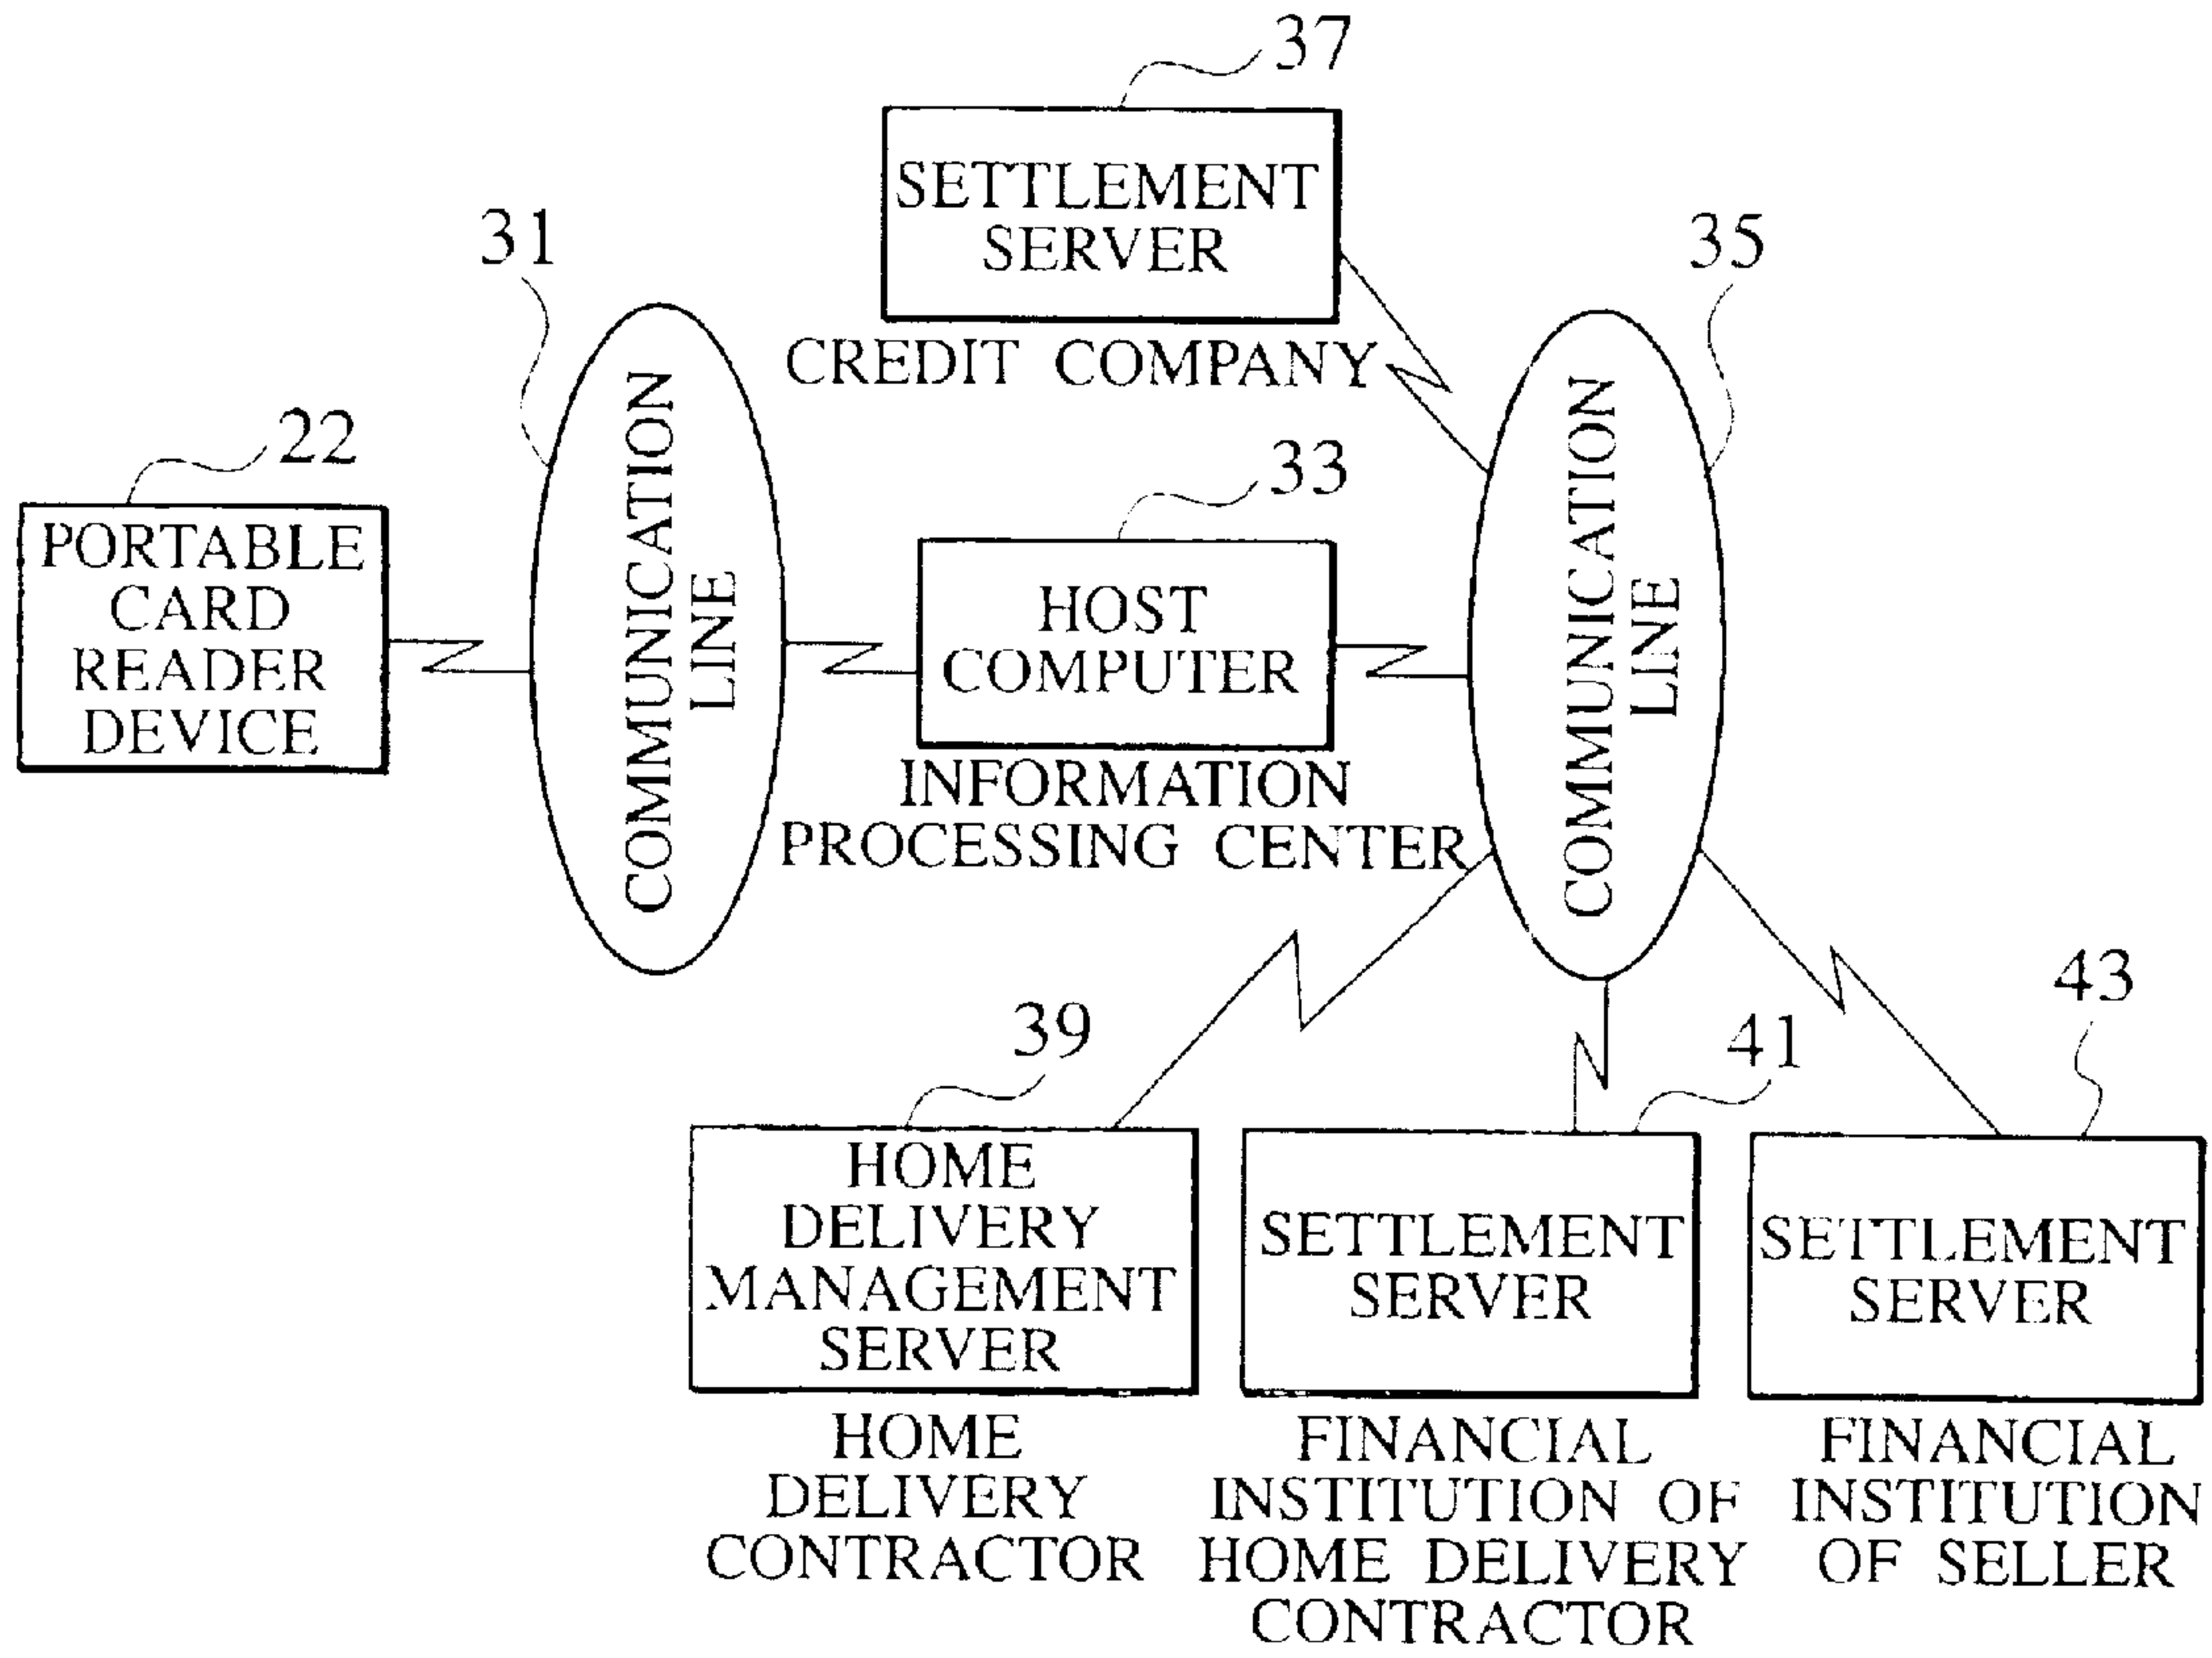 37
SETTLEMENT
SERVER
CREDIT COMPANY
31
35
COMMUNICATION
LINE
COMMUNICATION
LINE
22
PORTABLE
CARD
READER
DEVICE
33
HOST
COMPUTER
INFORMATION
PROCESSING CENTER
39
HOME
DELIVERY
MANAGEMENT
SERVER
HOME
DELIVERY
CONTRACTOR
41
SETTLEMENT
SERVER
FINANCIAL
INSTITUTION OF
HOME DELIVERY
CONTRACTOR
43
SETTLEMENT
SERVER
FINANCIAL
INSTITUTION
OF SELLER